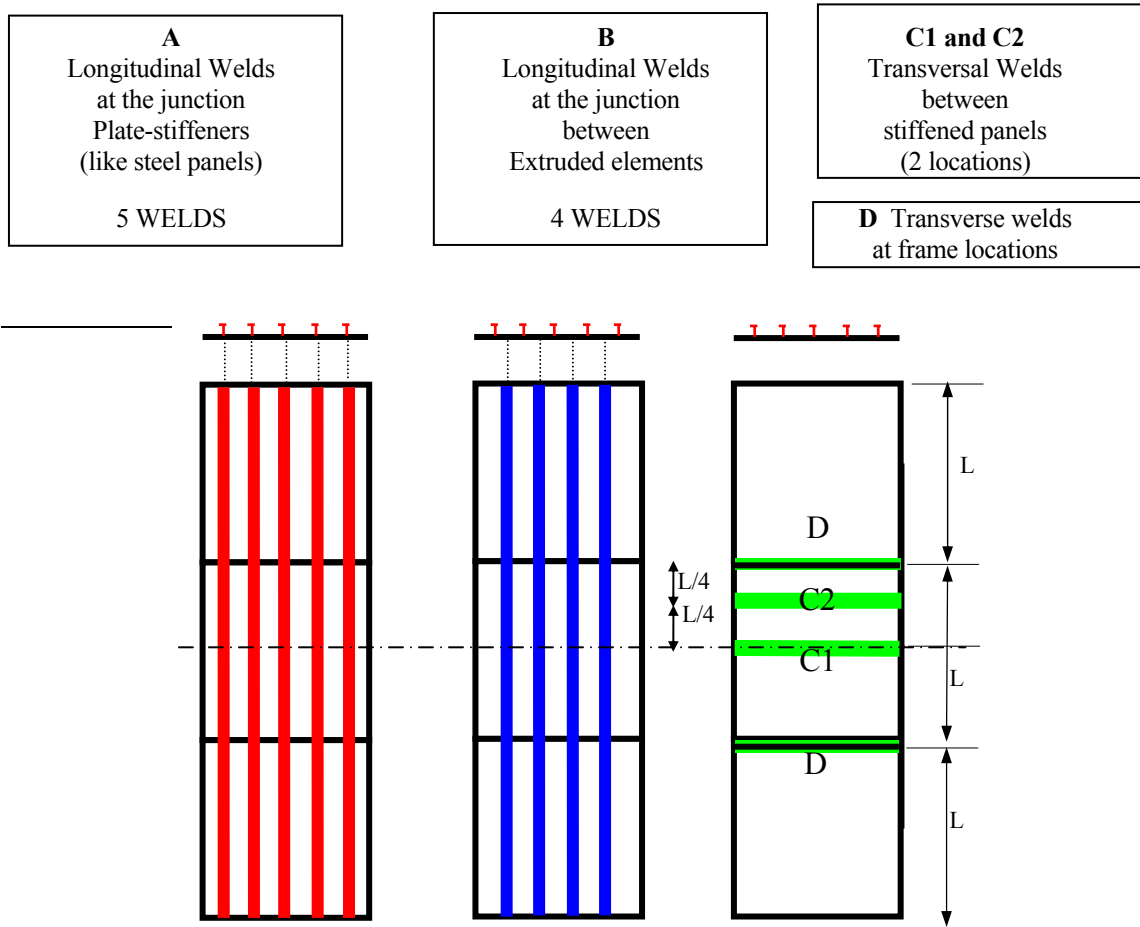 A
Longitudinal Welds
at the junction
Plate-stiffeners
(like steel panels)
5 WELDS
B
Longitudinal Welds
at the junction
between
Extruded elements
4 WELDS
C1 and C2
Transversal Welds
between
stiffened panels
(2 locations)
D Transverse welds
at frame locations
L
D
L/4
C2
L/4
C1
L
D
L